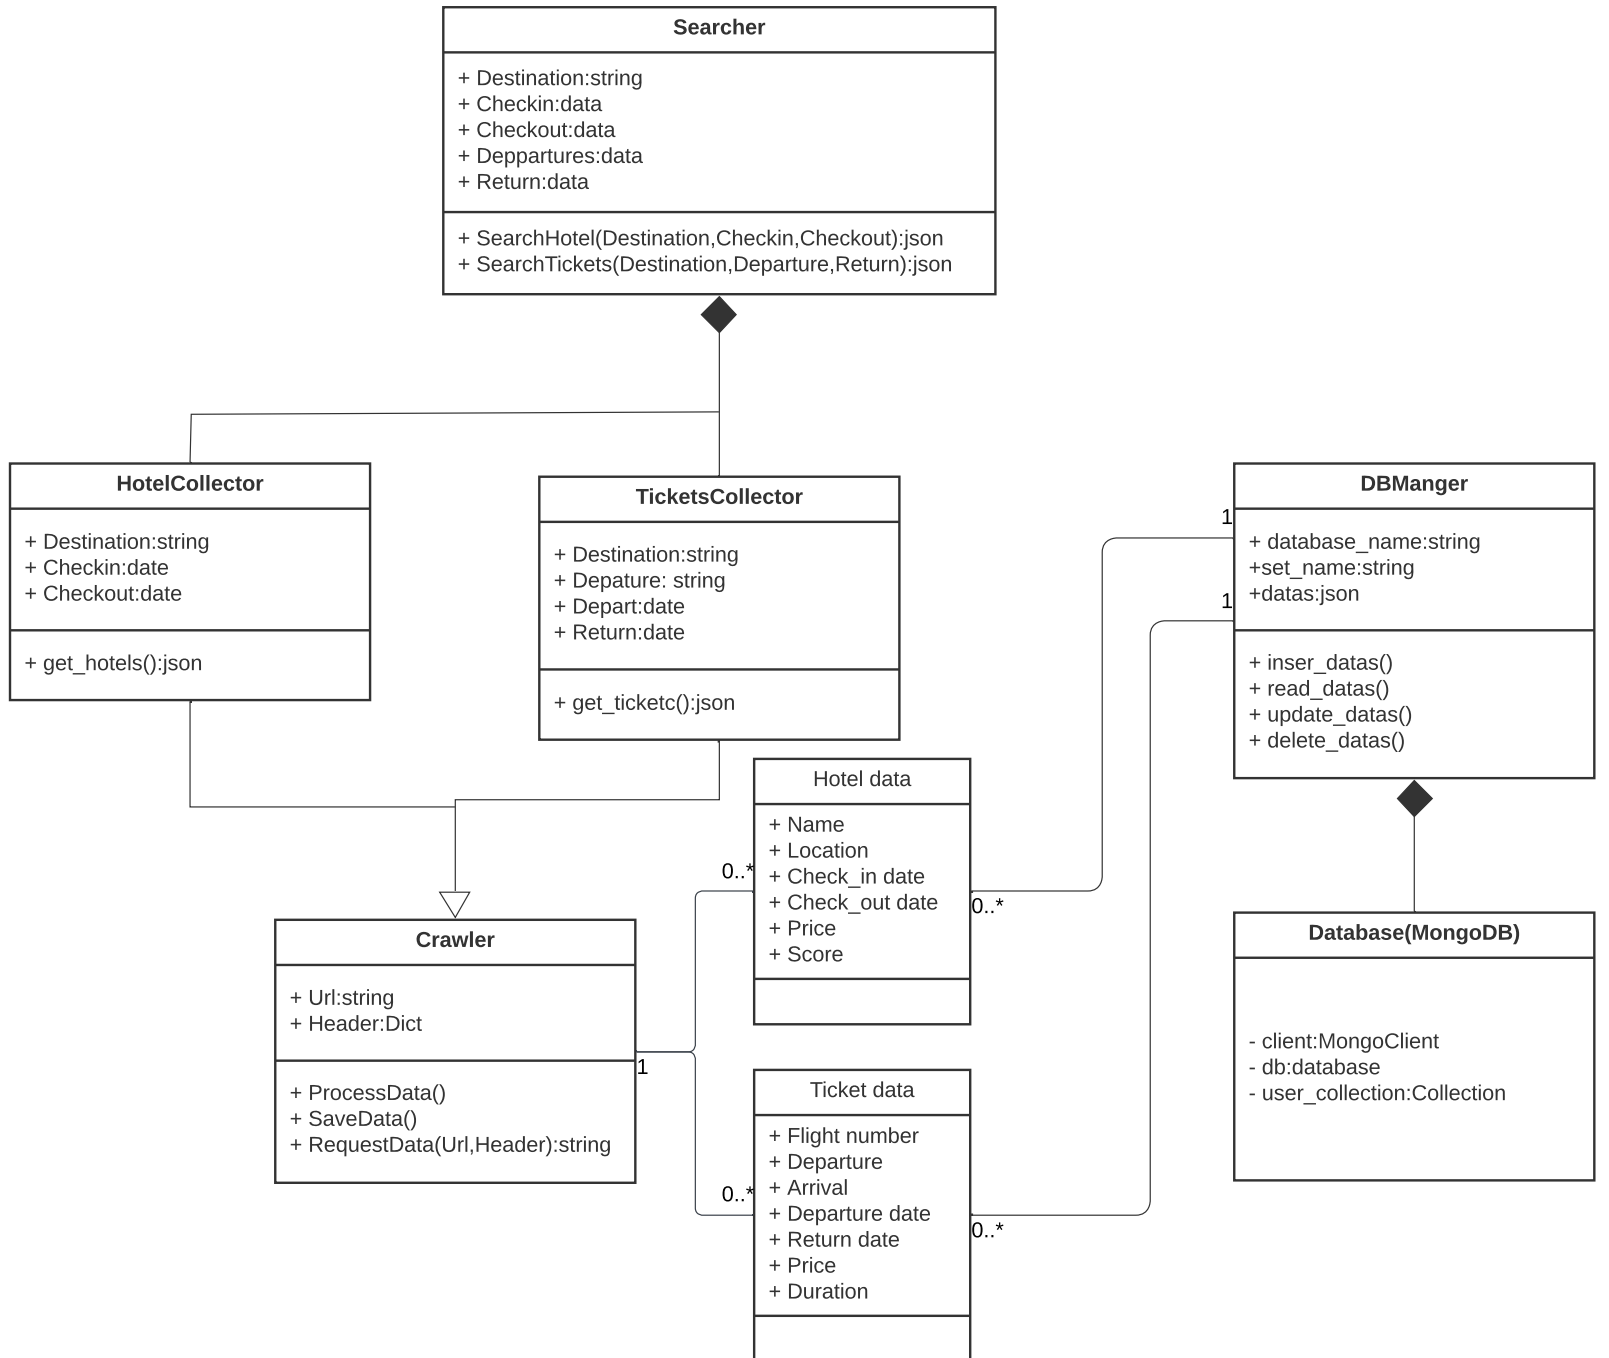 Searcher
+ Destination:string
+ Checkin:data
+ Checkout:data
+ Deppartures:data
+ Return:data
+ SearchHotel(Destination,Checkin,Checkout):json
+ SearchTickets(Destination,Departure,Return):json
HotelCollector
+ Destination:string
+ Checkin:date
+ Checkout:date
+ get_hotels():json
TicketsCollector
+ Destination:string
+ Depature: string
+ Depart:date
+ Return:date
+ get_ticketc():json
DBManger
+ database_name:string
+set_name:string
+datas:json
+ inser_datas()
+ read_datas()
+ update_datas()
+ delete_datas()
1
1
Hotel data
+ Name
+ Location
+ Check_in date
+ Check_out date
+ Price
+ Score
0..*
0..*
Crawler
+ Url:string
+ Header:Dict
+ ProcessData()
+ SaveData()
+ RequestData(Url,Header):string
1
Ticket data
+ Flight number
+ Departure
+ Arrival
+ Departure date
+ Return date
+ Price
+ Duration
0..*
0..*
Database(MongoDB)
- client:MongoClient
- db:database
- user_collection:Collection